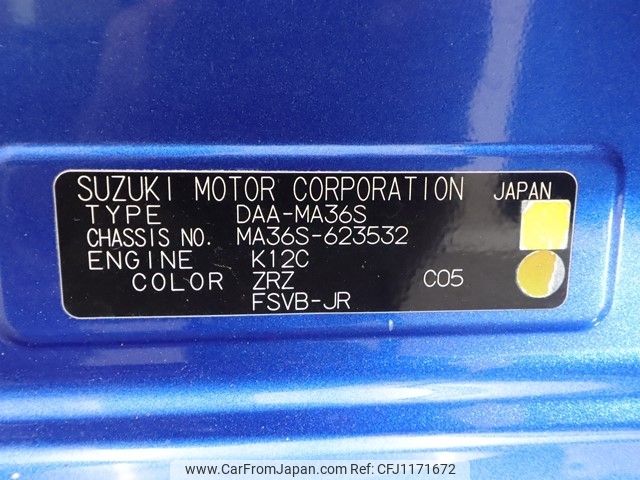 SUZUKI MOTOR CORPORATION JAPAN
TYPE DAA-MA36S
CHASSIS NO. MA36S-623532
ENGINE K12C
COLOR ZRZ C05
FSVB-JR
www.CarFromJapan.com CFJ1171672